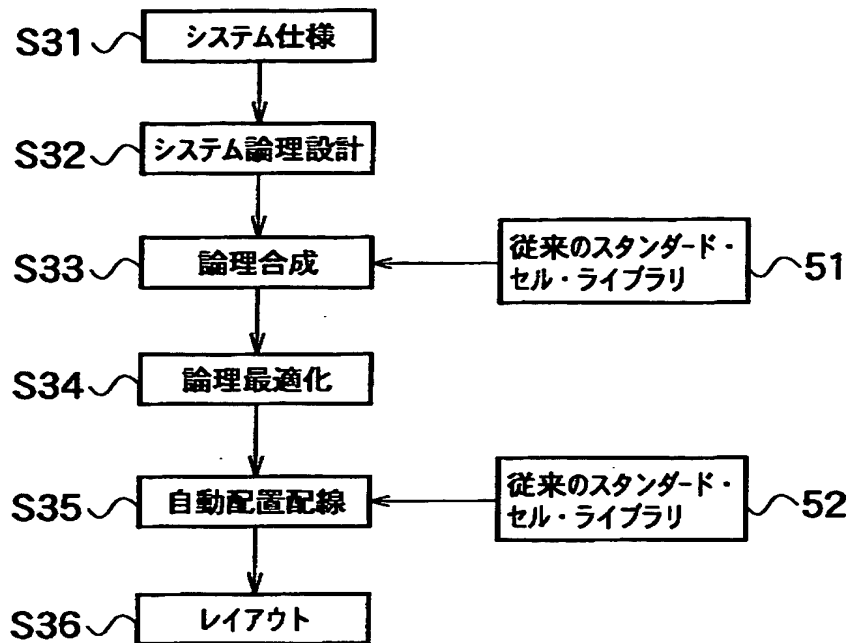 S31
システム仕様
S32
システム論理設計
S33
論理合成
従来のスタンダード・
セル・ライブラリ
51
S34
論理最適化
S35
自動配置配線
従来のスタンダード・
セル・ライブラリ
52
S36
レイアウト